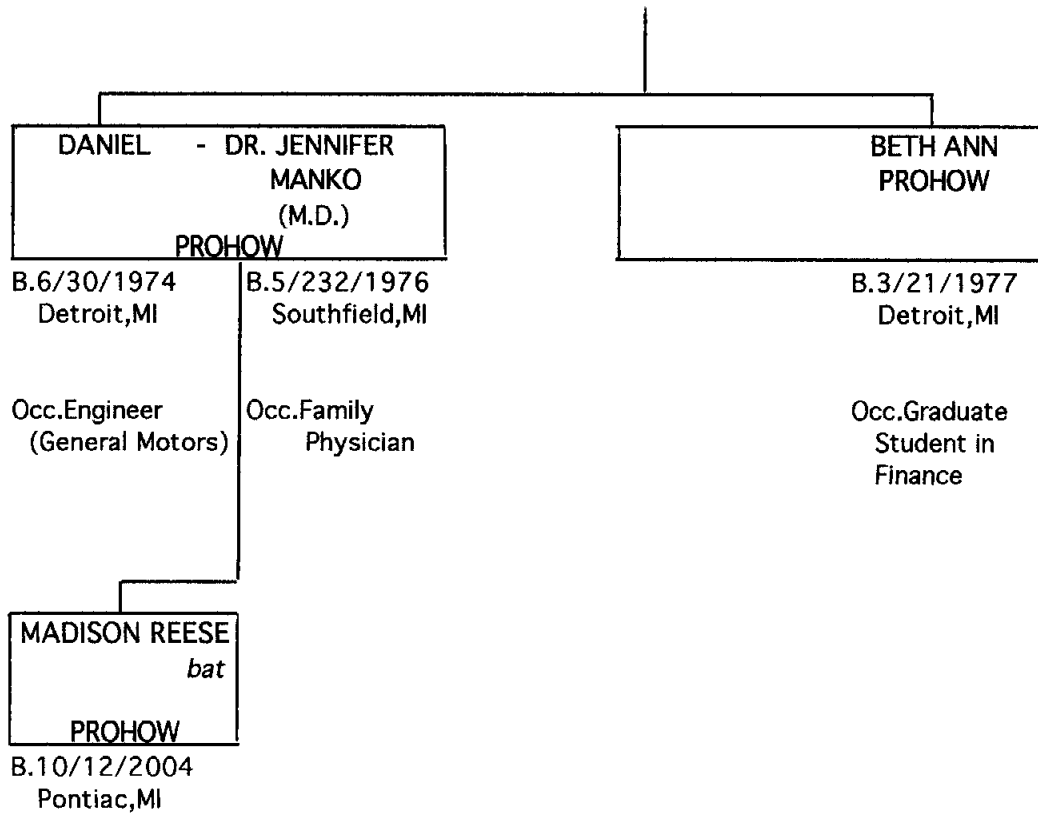 DANIEL - DR. JENNIFER
MANKO
(M.D.)
PROHOW
B.6/30/1974
Detroit,MI
B.5/232/1976
Southfield,MI
Occ.Engineer
(General Motors)
Occ.Family
Physician
BETH ANN
PROHOW
B.3/21/1977
Detroit,MI
Occ.Graduate
Student in
Finance
MADISON REESE
bat
PROHOW
B.10/12/2004
Pontiac,MI